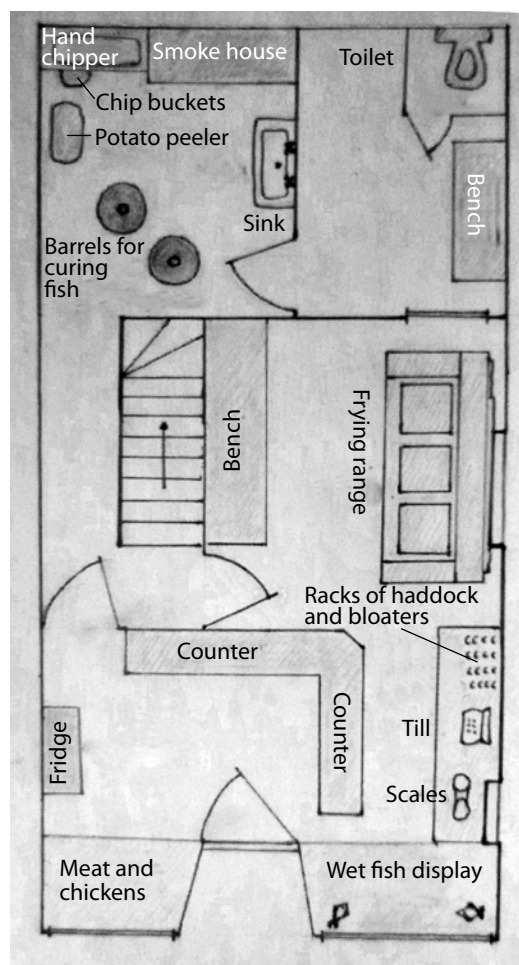 Hand
chipper
Smoke house
Toilet
Chip buckets
Potato peeler
Bench
Sink
Barrels for
curing
fish
Bench
Frying range
Racks of haddock
and bloaters
Counter
Counter
Till
Fridge
Scales
Meat and
chickens
Wet fish display